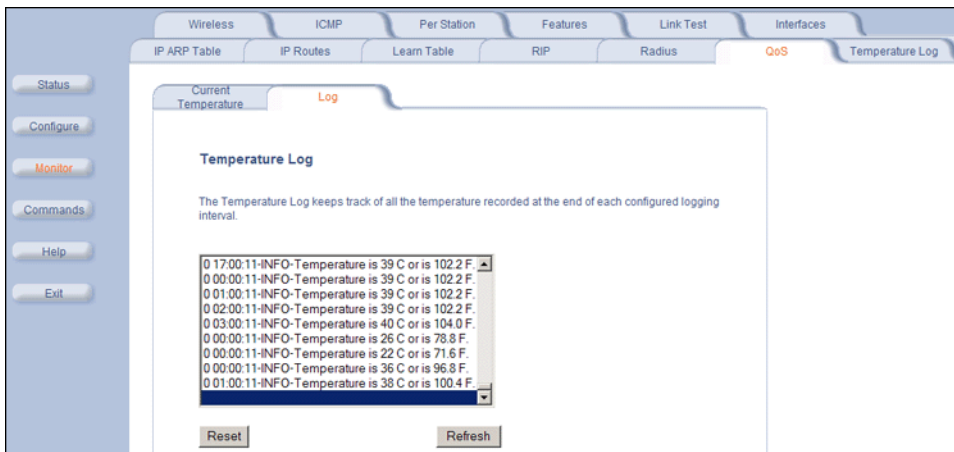 Wireless ICMP Per Station Features Link Test Interfaces
IP ARP Table IP Routes Learn Table RIP Radius QoS Temperature Log
Status
Configure
Monitor
Commands
Help
Exit
Current
Temperature
Log
Temperature Log
The Temperature Log keeps track of all the temperature recorded at the end of each configured logging
interval.
0 17:00:11-INFO-Temperature is 39 C or is 102.2 F.
0 00:00:11-INFO-Temperature is 39 C or is 102.2 F.
0 01:00:11-INFO-Temperature is 39 C or is 102.2 F.
0 02:00:11-INFO-Temperature is 39 C or is 102.2 F.
0 03:00:11-INFO-Temperature is 40 C or is 104.0 F.
0 00:00:11-INFO-Temperature is 26 C or is 78.8 F.
0 00:00:11-INFO-Temperature is 22 C or is 71.6 F.
0 00:00:11-INFO-Temperature is 36 C or is 96.8 F.
0 01:00:11-INFO-Temperature is 38 C or is 100.4 F.
Reset Refresh